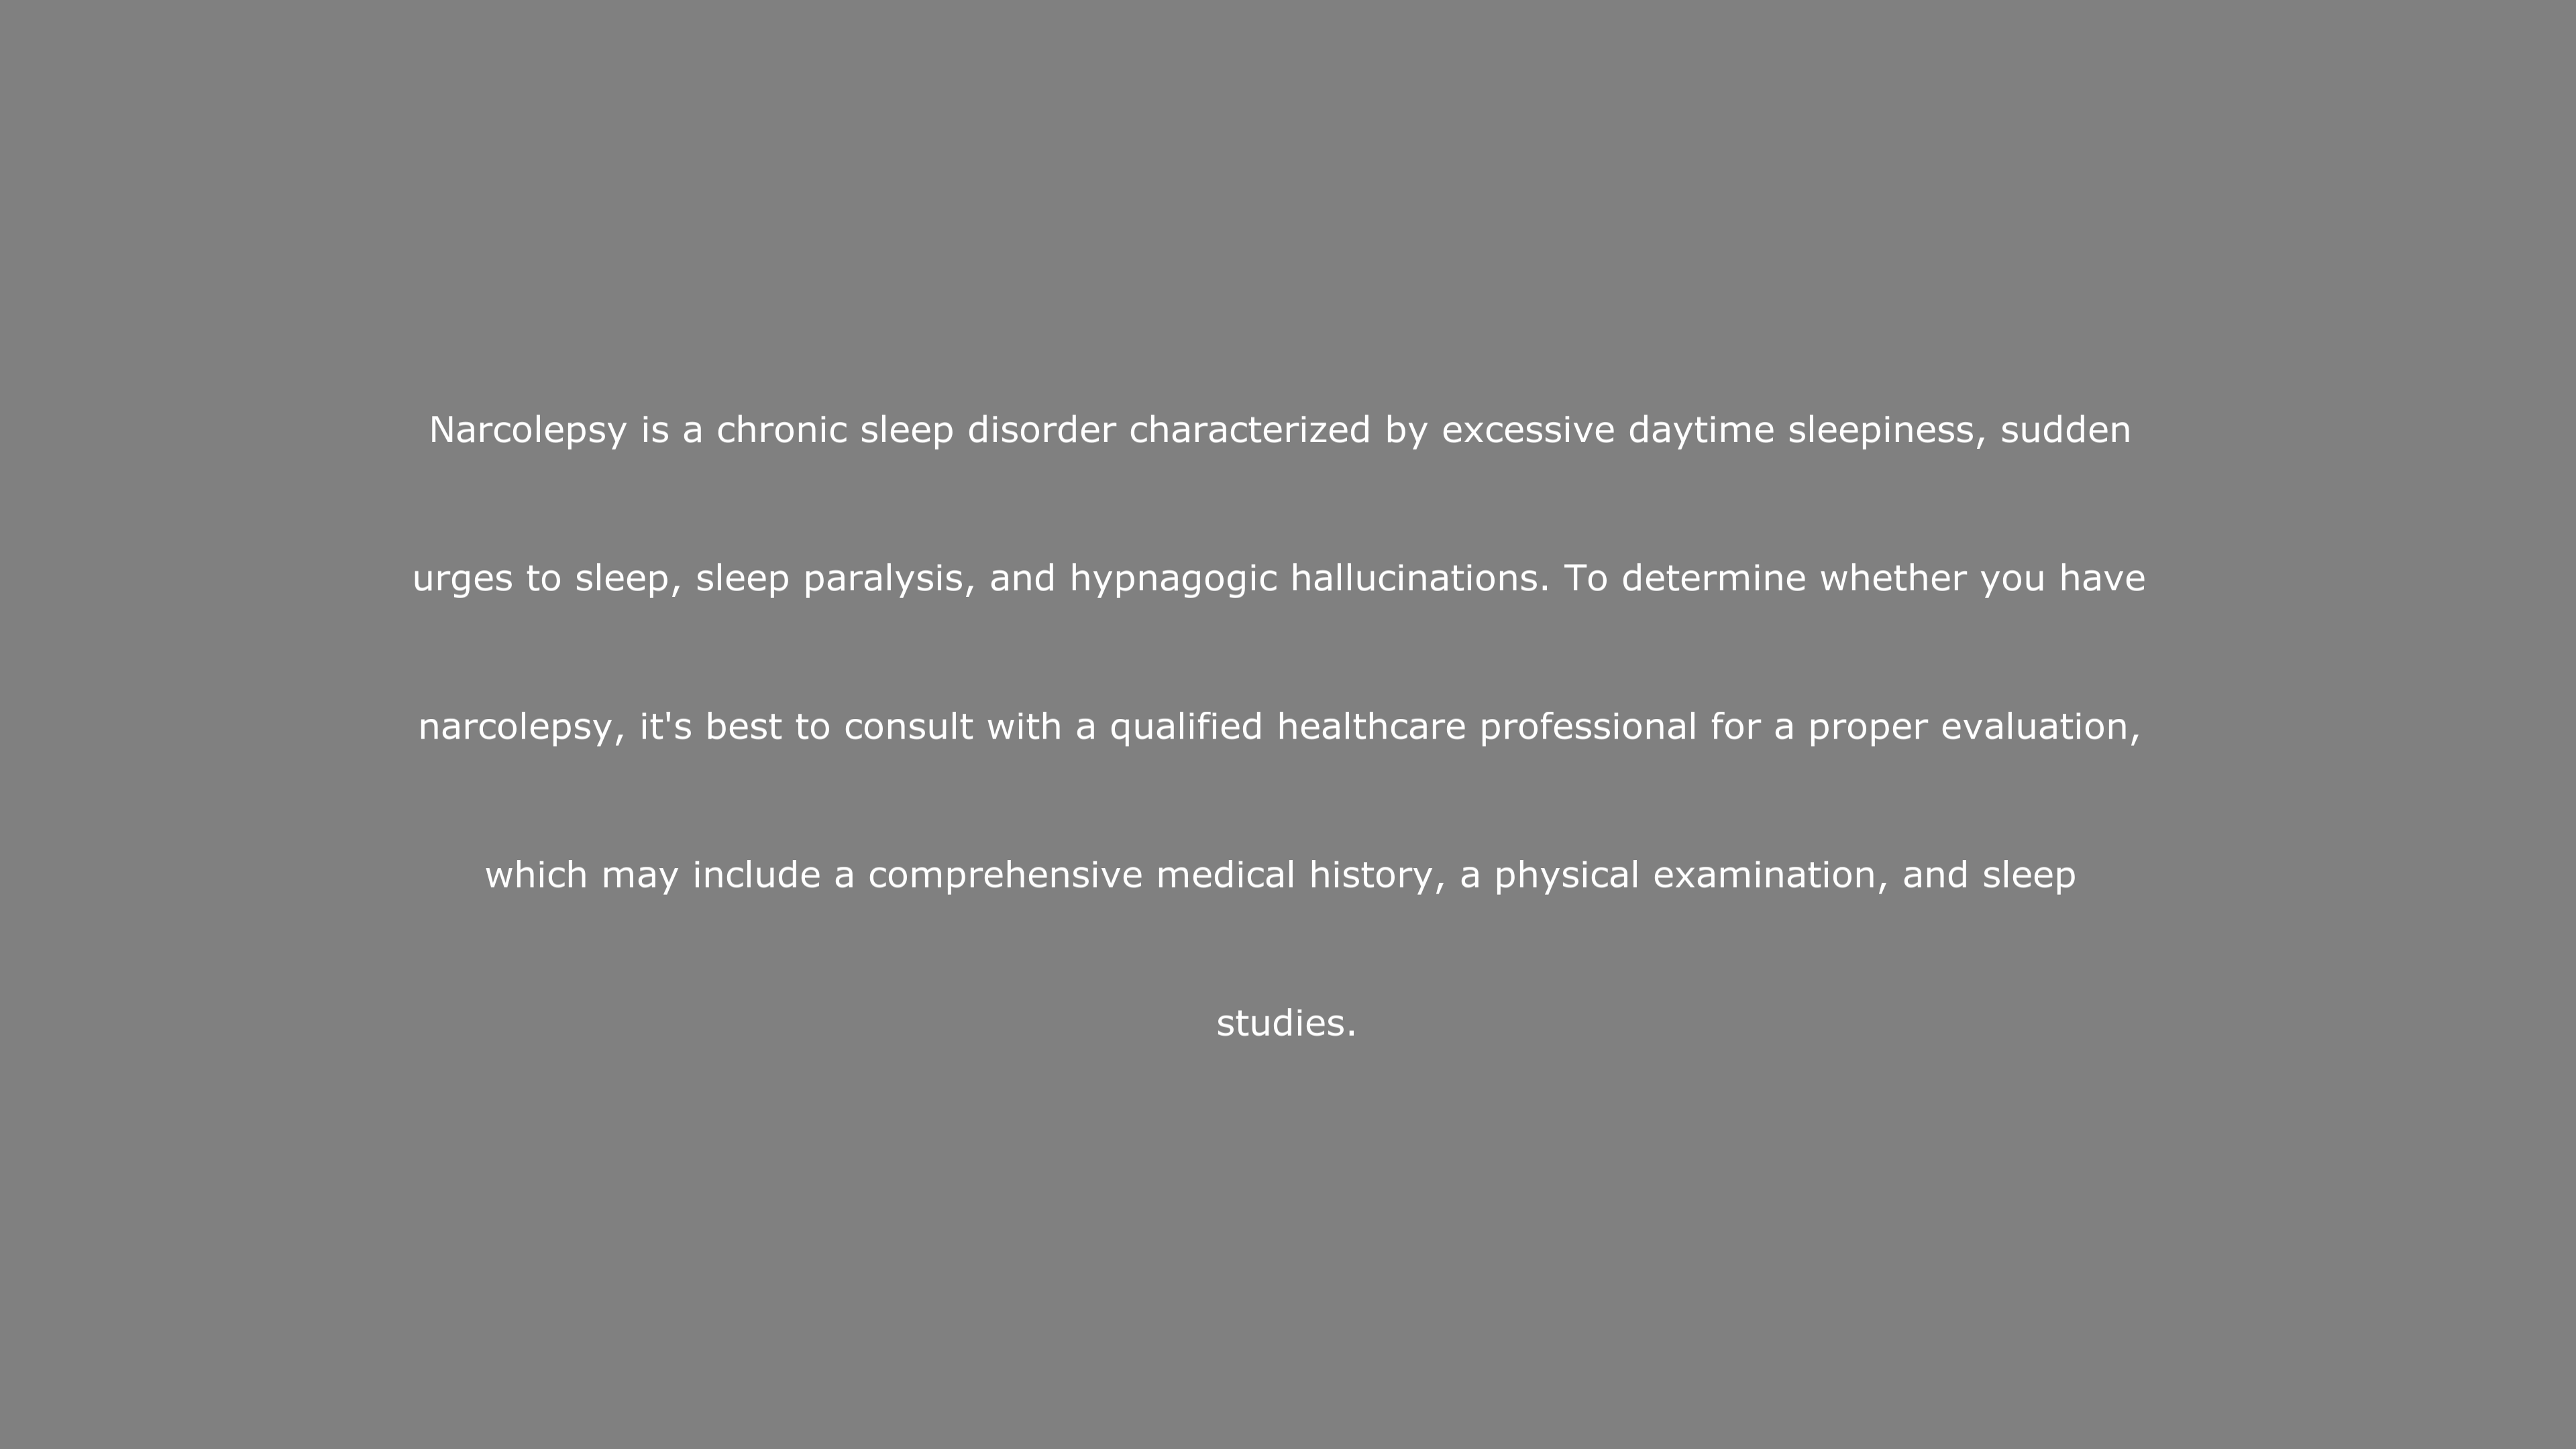 Narcolepsy is a chronic sleep disorder characterized by excessive daytime sleepiness, sudden
urges to sleep, sleep paralysis, and hypnagogic hallucinations. To determine whether you have
narcolepsy, it's best to consult with a qualified healthcare professional for a proper evaluation,
which may include a comprehensive medical history, a physical examination, and sleep
studies.